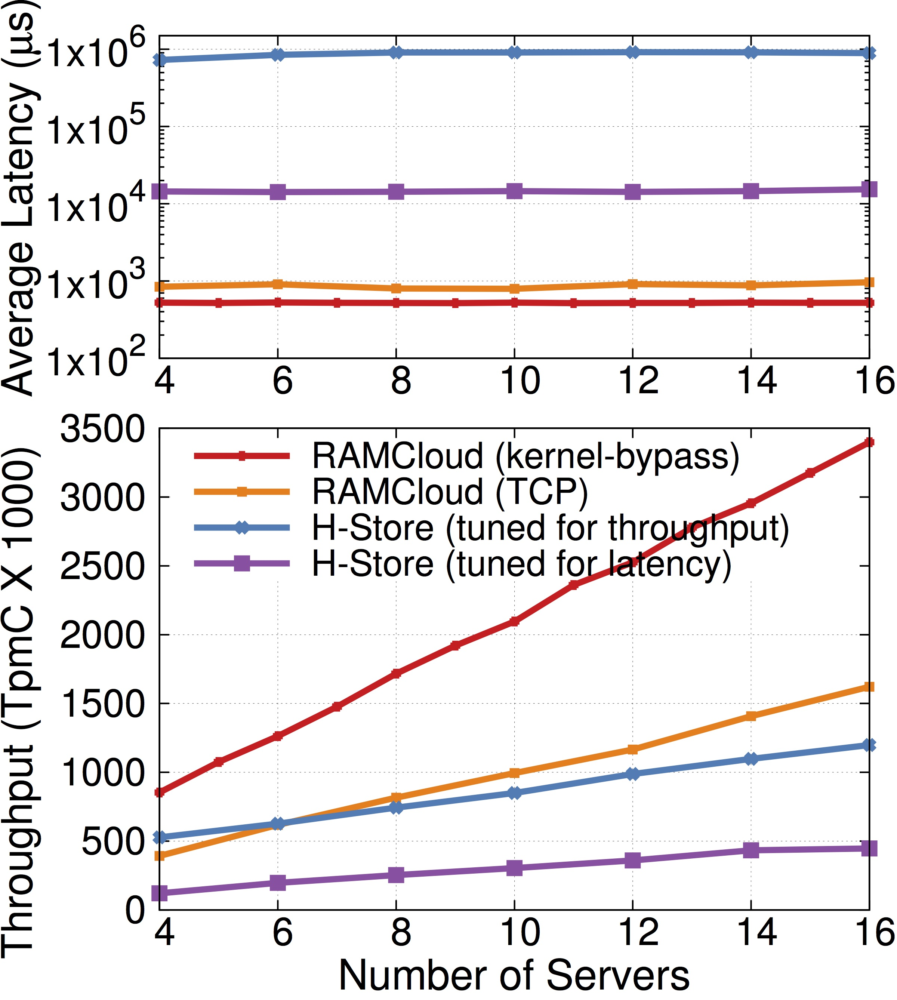 Average Latency (μs)
1x10^6
1x10^5
1x10^4
1x10^3
1x10^2
4 6 8 10 12 14 16
Throughput (TpmC X 1000)
3500
3000
2500
2000
1500
1000
500
0
RAMCloud (kernel-bypass)
RAMCloud (TCP)
H-Store (tuned for throughput)
H-Store (tuned for latency)
4 6 8 10 12 14 16
Number of Servers